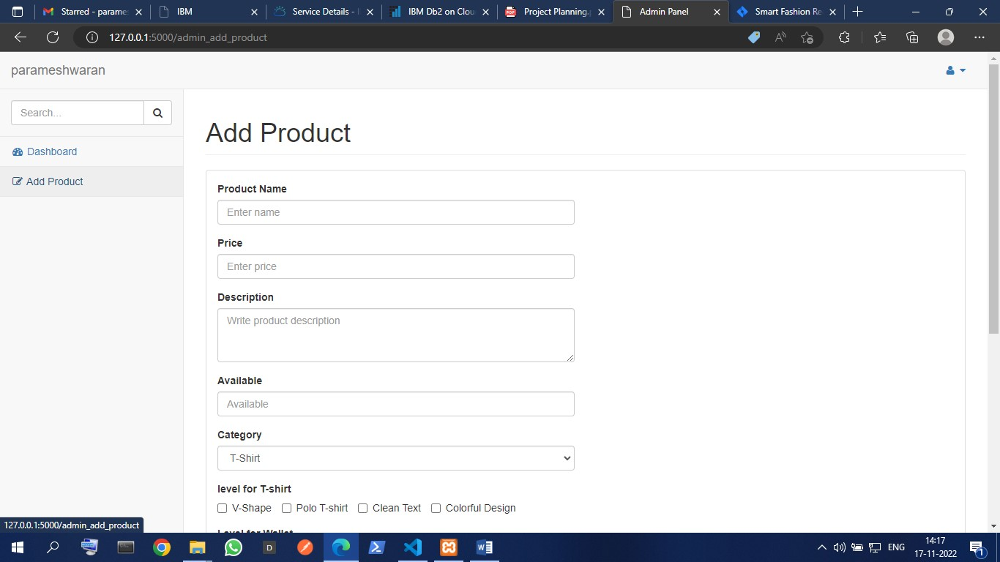 Starred - parame
IBM
Service Details -
IBM Db2 on Clou
Project Planning.
Admin Panel
Smart Fashion Re
127.0.0.1:5000/admin_add_product
parameshwaran
Search...
Dashboard
Add Product
Add Product
Product Name
Enter name
Price
Enter price
Description
Write product description
Available
Available
Category
T-Shirt
level for T-shirt
V-Shape Polo T-shirt Clean Text Colorful Design
Level for Wallet
127.0.0.1:5000/admin_add_product
ENG
14:17
17-11-2022
1